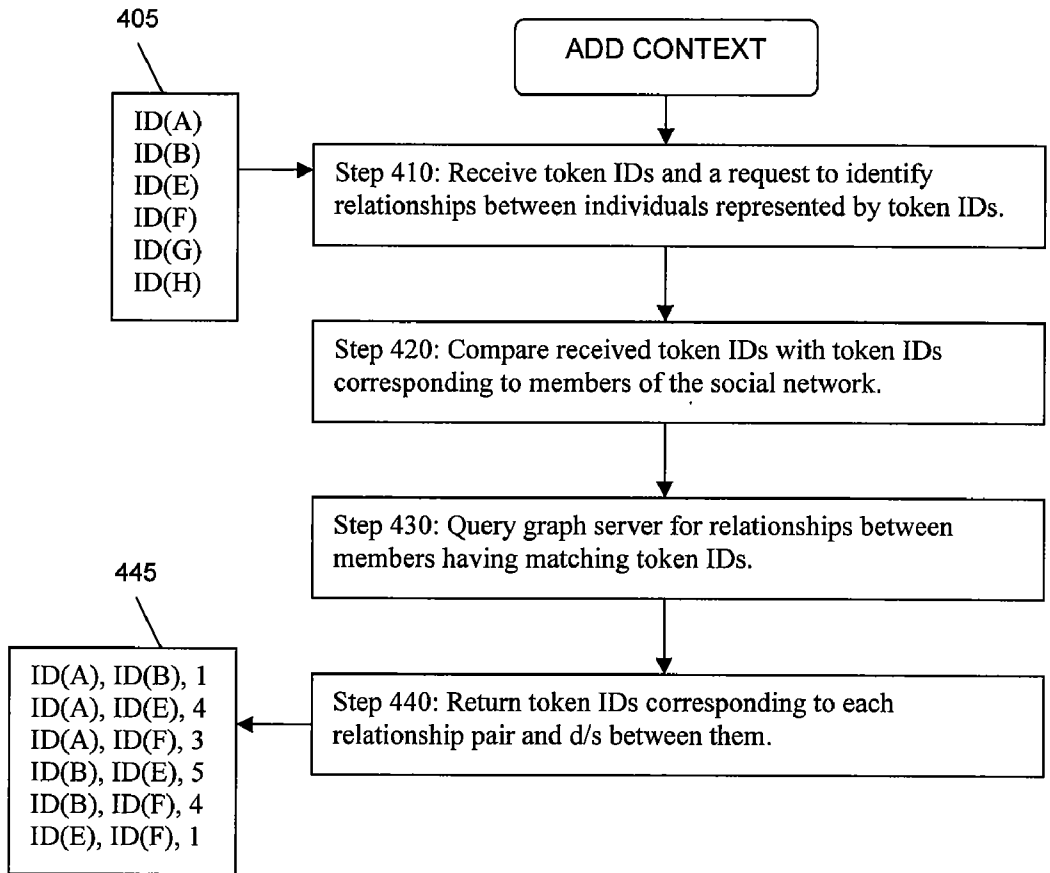 405
ADD CONTEXT
ID(A)
ID(B)
ID(E)
ID(F)
ID(G)
ID(H)
Step 410: Receive token IDs and a request to identify
relationships between individuals represented by token IDs.
Step 420: Compare received token IDs with token IDs
corresponding to members of the social network.
Step 430: Query graph server for relationships between
members having matching token IDs.
445
ID(A), ID(B), 1
ID(A), ID(E), 4
ID(A), ID(F), 3
ID(B), ID(E), 5
ID(B), ID(F), 4
ID(E), ID(F), 1
Step 440: Return token IDs corresponding to each
relationship pair and d/s between them.